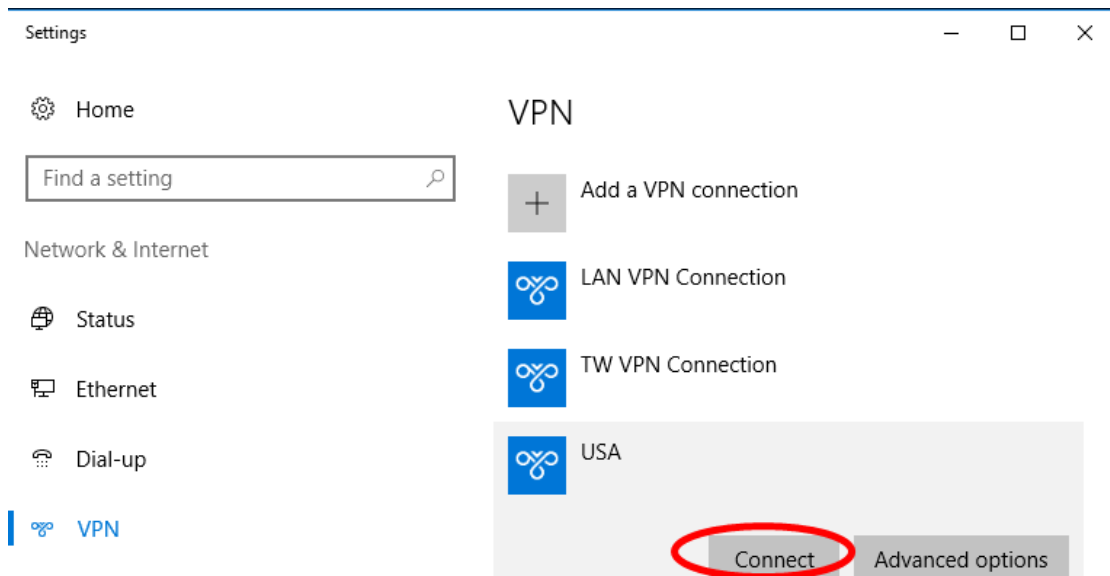 Settings
Home
Find a setting
Network & Internet
Status
Ethernet
Dial-up
VPN
VPN
Add a VPN connection
LAN VPN Connection
TW VPN Connection
USA
Connect
Advanced options